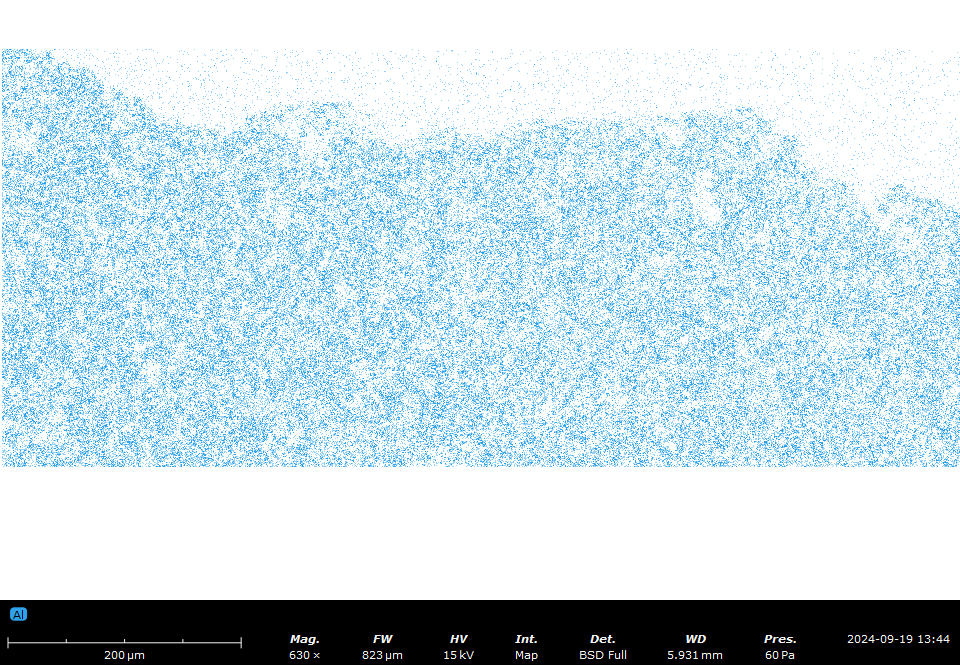 Al
Mag. FW HV Int. Det. WD Pres. 2024-09-19 13:44
200 µm 630 × 823 µm 15 kV Map BSD Full 5.931 mm 60 Pa